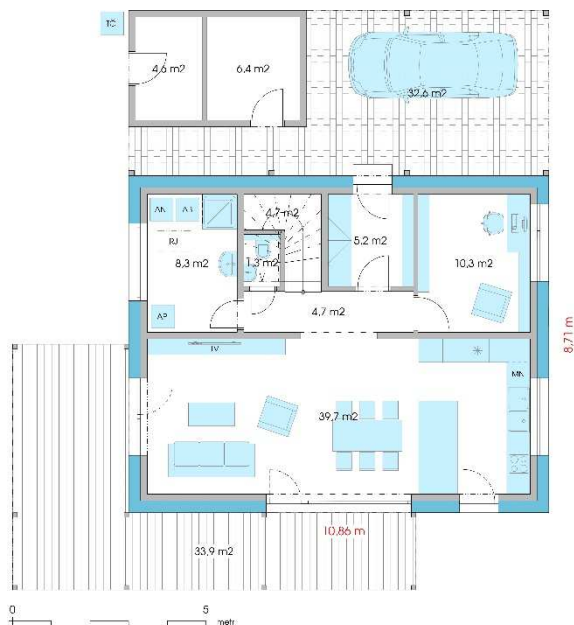 TČ
4,6 m2
6,4 m2
32,6 m2
AN
4,7 m2
RJ
8,3 m2
1,3 m2
5,2 m2
10,3 m2
AP
4,7 m2
8,71 m
TV
MN
39,7 m2
10,86 m
33,9 m2
0 5
metr